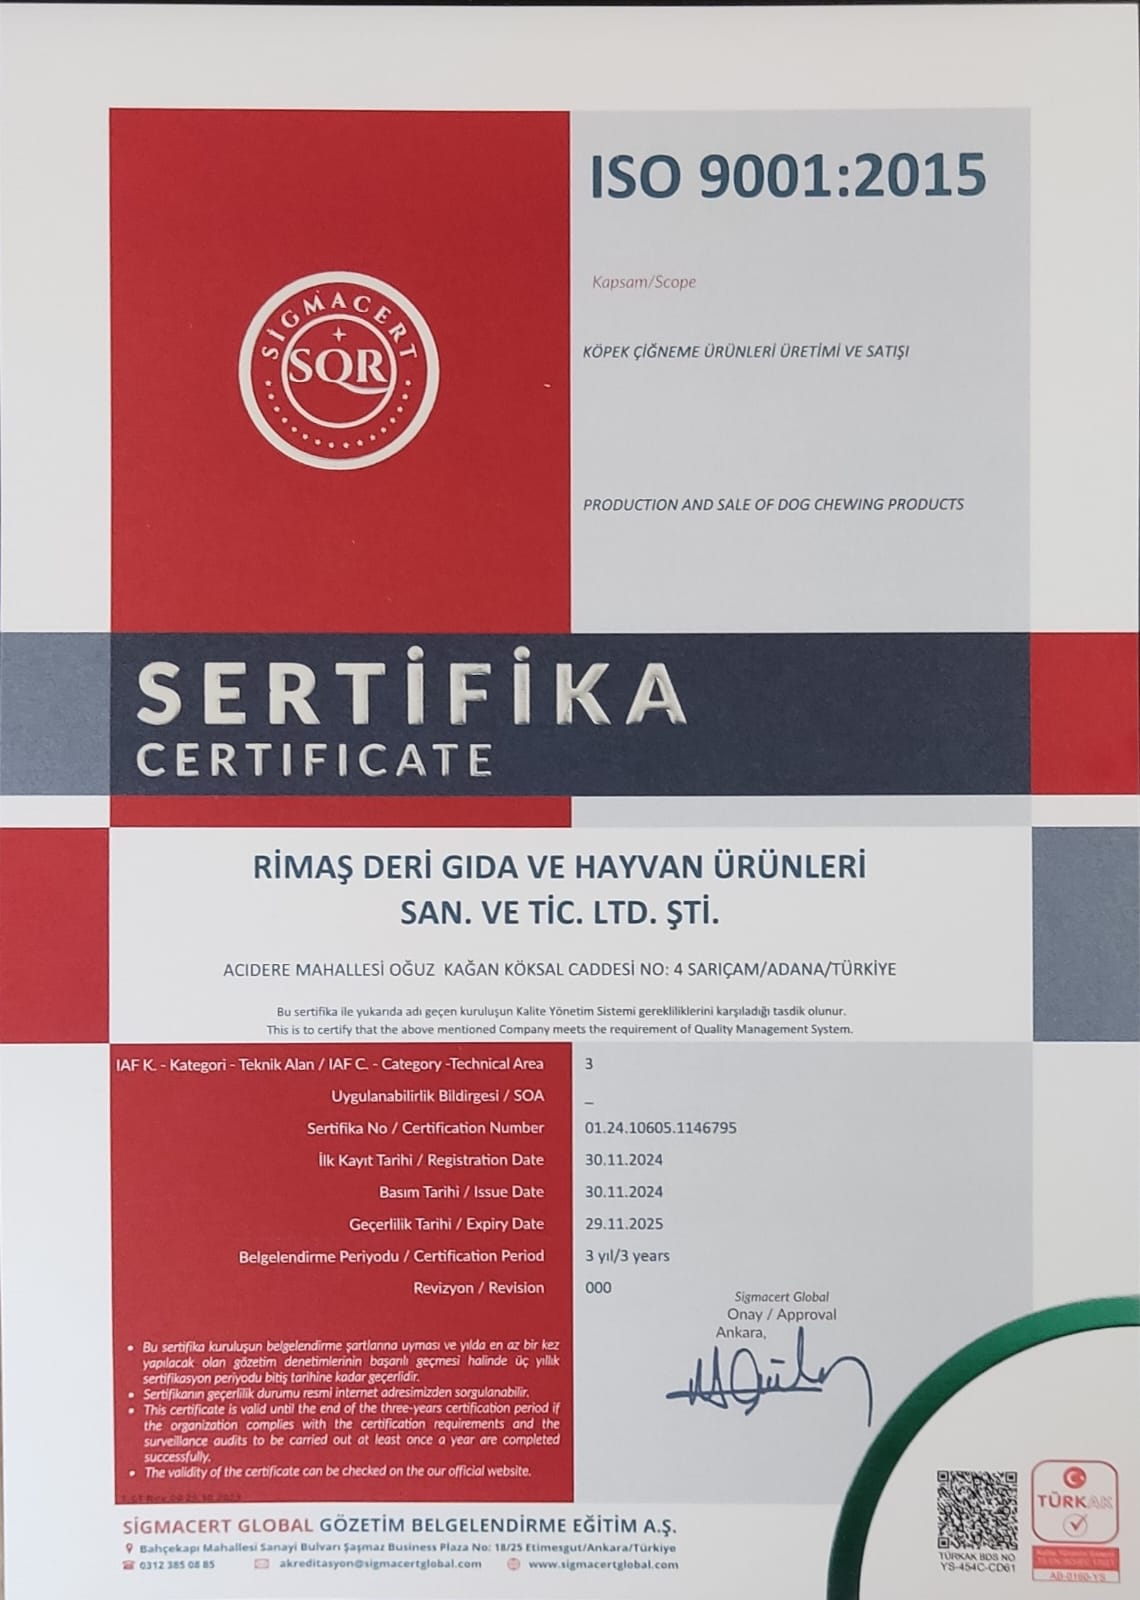 ISO 9001:2015
Kapsam/Scope
SİGMACERT
SQR
KÖPEK ÇİĞNEME ÜRÜNLERİ ÜRETİMİ VE SATIŞI
PRODUCTION AND SALE OF DOG CHEWING PRODUCTS
SERTİFİKA
CERTIFICATE
RİMAŞ DERİ GIDA VE HAYVAN ÜRÜNLERİ
SAN. VE TİC. LTD. ŞTİ.
ACIDERE MAHALLESİ OĞUZ KAĞAN KÖKSAL CADDESİ NO: 4 SARIÇAM/ADANA/TÜRKİYE
Bu sertifika ile yukarıda adı geçen kuruluşun Kalite Yönetim Sistemi gerekliliklerini karşıladığı tasdik olunur.
This is to certify that the above mentioned Company meets the requirement of Quality Management System.
IAF K. - Kategori - Teknik Alan / IAF C. - Category -Technical Area 3
Uygulanabilirlik Bildirgesi / SOA _
Sertifika No / Certification Number 01.24.10605.1146795
İlk Kayıt Tarihi / Registration Date 30.11.2024
Basım Tarihi / Issue Date 30.11.2024
Geçerlilik Tarihi / Expiry Date 29.11.2025
Belgelendirme Periyodu / Certification Period 3 yıl/3 years
Revizyon / Revision 000
Sigmacert Global
Onay / Approval
Ankara,
• Bu sertifika kuruluşun belgelendirme şartlarına uyması ve yılda en az bir kez
yapılacak olan gözetim denetimlerinin başarılı geçmesi halinde üç yıllık
sertifikasyon periyodu bitiş tarihine kadar geçerlidir.
• Sertifikanın geçerlilik durumu resmi internet adresimizden sorgulanabilir.
• This certificate is valid until the end of the three-years certification period if
the organization complies with the certification requirements and the
surveillance audits to be carried out at least once a year are completed
successfully.
• The validity of the certificate can be checked on the our official website.
SİGMACERT GLOBAL GÖZETİM BELGELENDİRME EĞİTİM A.Ş.
Bahçekapı Mahallesi Sanayi Bulvarı Şaşmaz Business Plaza No: 18/25 Etimesgut/Ankara/Türkiye
0312 385 08 85 akreditasyon@sigmacertglobal.com www.sigmacertglobal.com
TÜRKAK BDS NO
YS-454C-CD61
TÜRKAK
AB-0180-YS